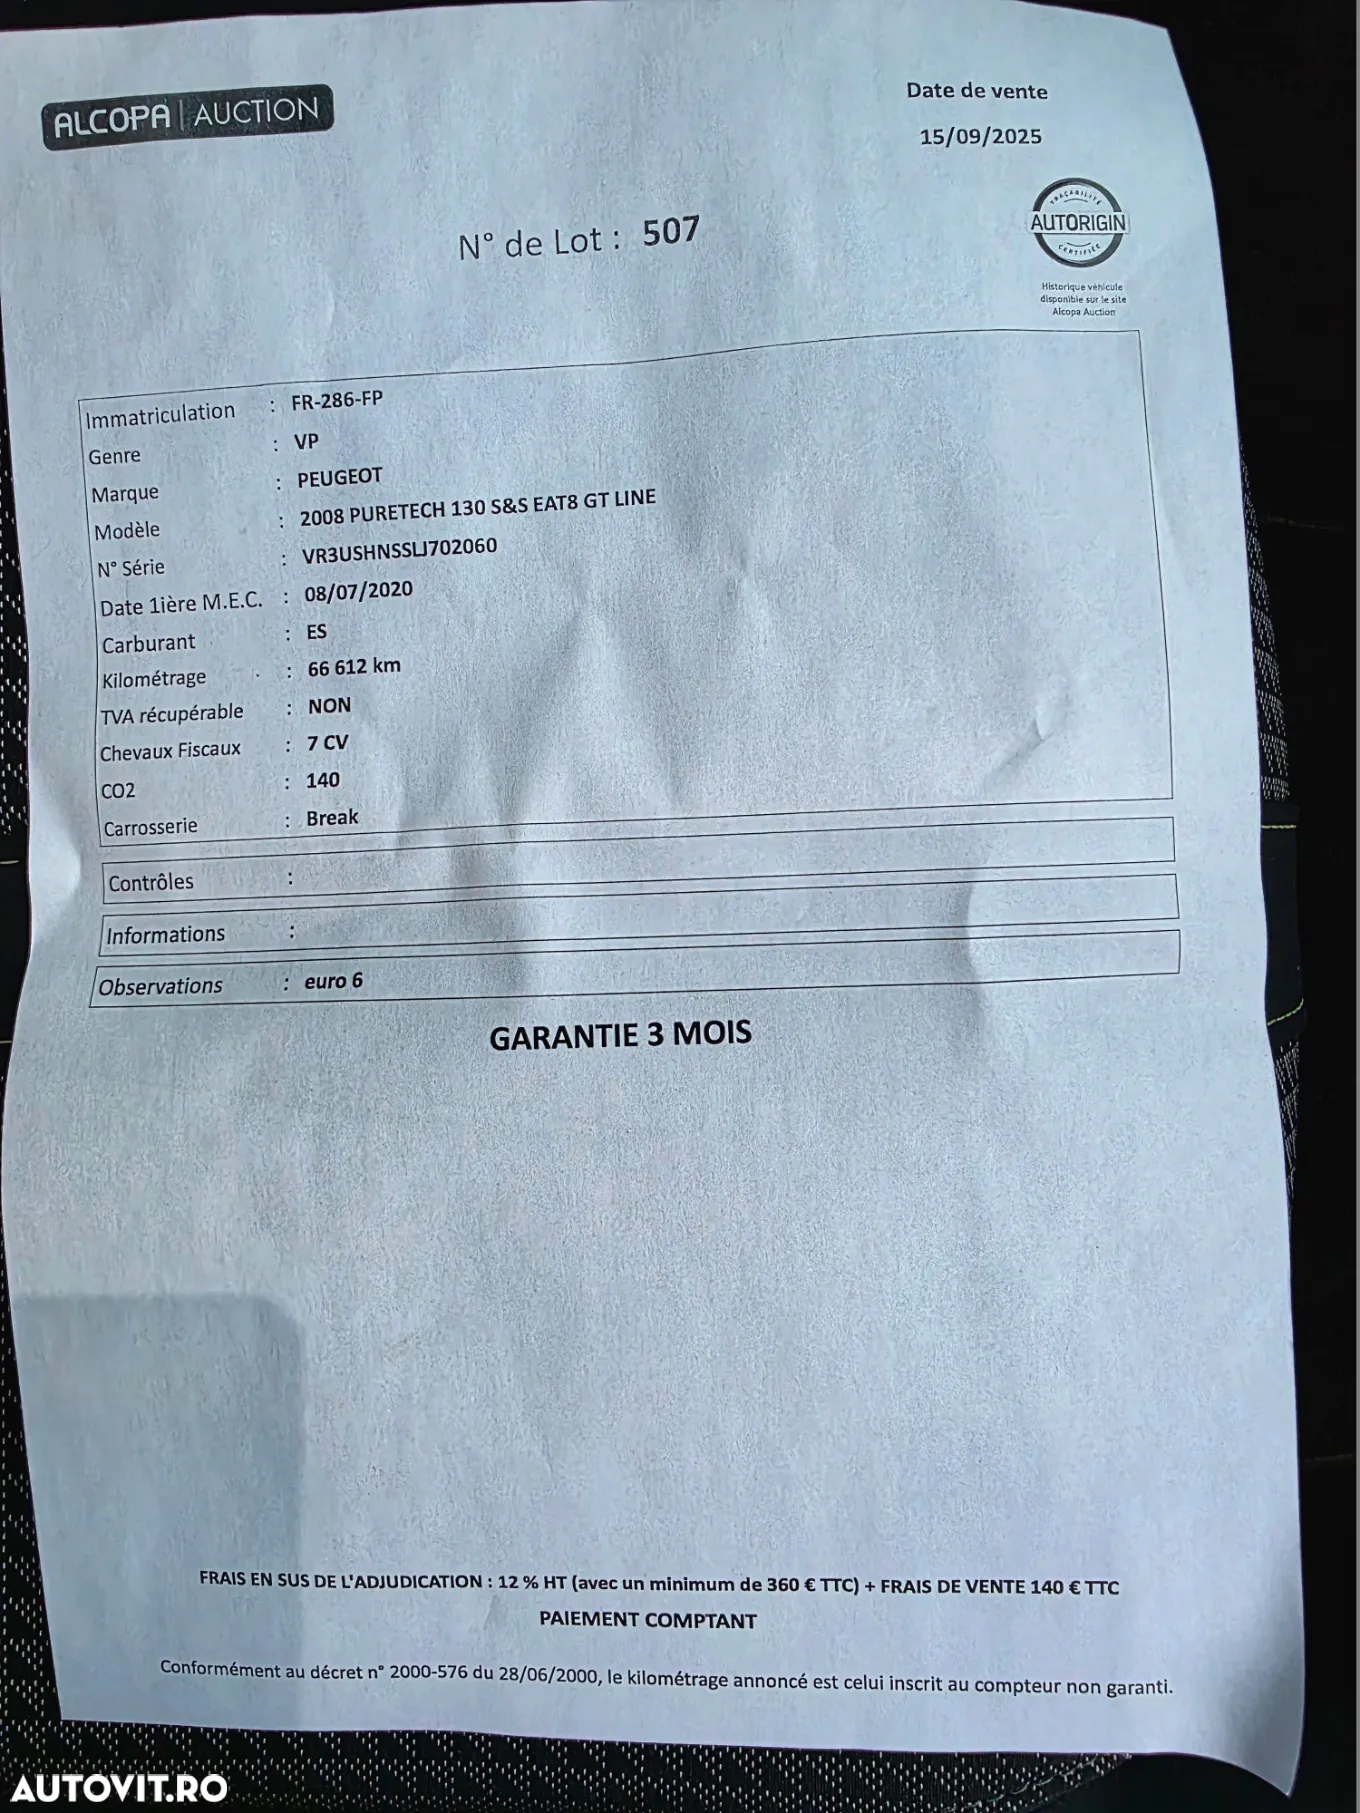 ALCOPA | AUCTION
Date de vente
15/09/2025
N° de Lot : 507
TRAÇABILITÉ
AUTORIGIN
CERTIFIÉE
Historique véhicule
disponible sur le site
Alcopa Auction
Immatriculation : FR-286-FP
Genre : VP
Marque : PEUGEOT
Modèle : 2008 PURETECH 130 S&S EAT8 GT LINE
N° Série : VR3USHNSSLJ702060
Date 1ière M.E.C. : 08/07/2020
Carburant : ES
Kilométrage : 66 612 km
TVA récupérable : NON
Chevaux Fiscaux : 7 CV
CO2 : 140
Carrosserie : Break
Contrôles :
Informations :
Observations : euro 6
GARANTIE 3 MOIS
FRAIS EN SUS DE L'ADJUDICATION : 12 % HT (avec un minimum de 360 € TTC) + FRAIS DE VENTE 140 € TTC
PAIEMENT COMPTANT
Conformément au décret n° 2000-576 du 28/06/2000, le kilométrage annoncé est celui inscrit au compteur non garanti.
AUTOVIT.RO